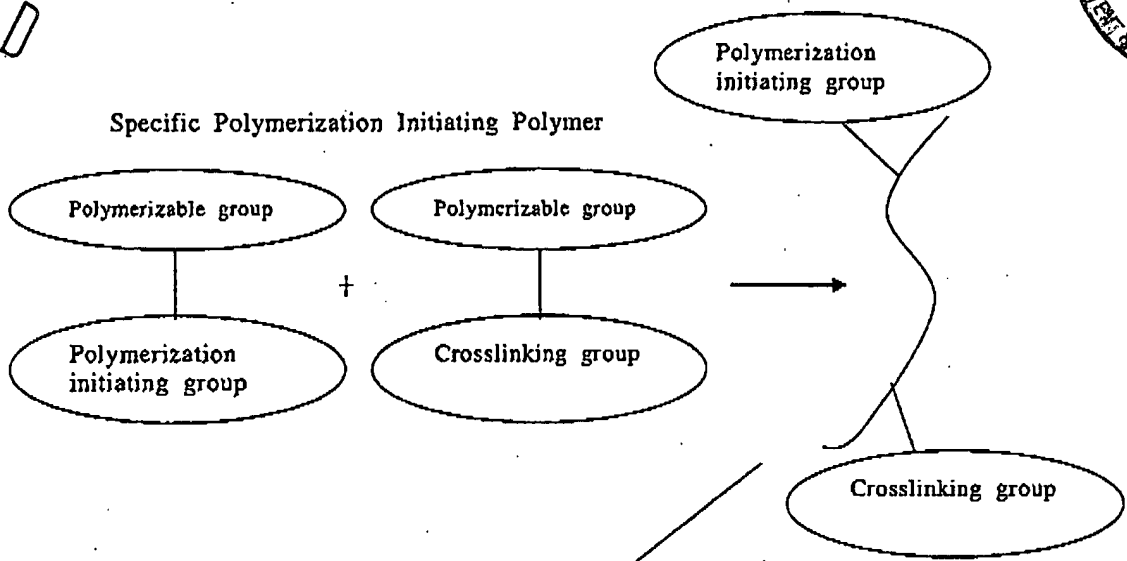 Polymerization
initiating group
Specific Polymerization Initiating Polymer
Polymerizable group
Polymerizable group
+
Polymerization
initiating group
Crosslinking group
Crosslinking group